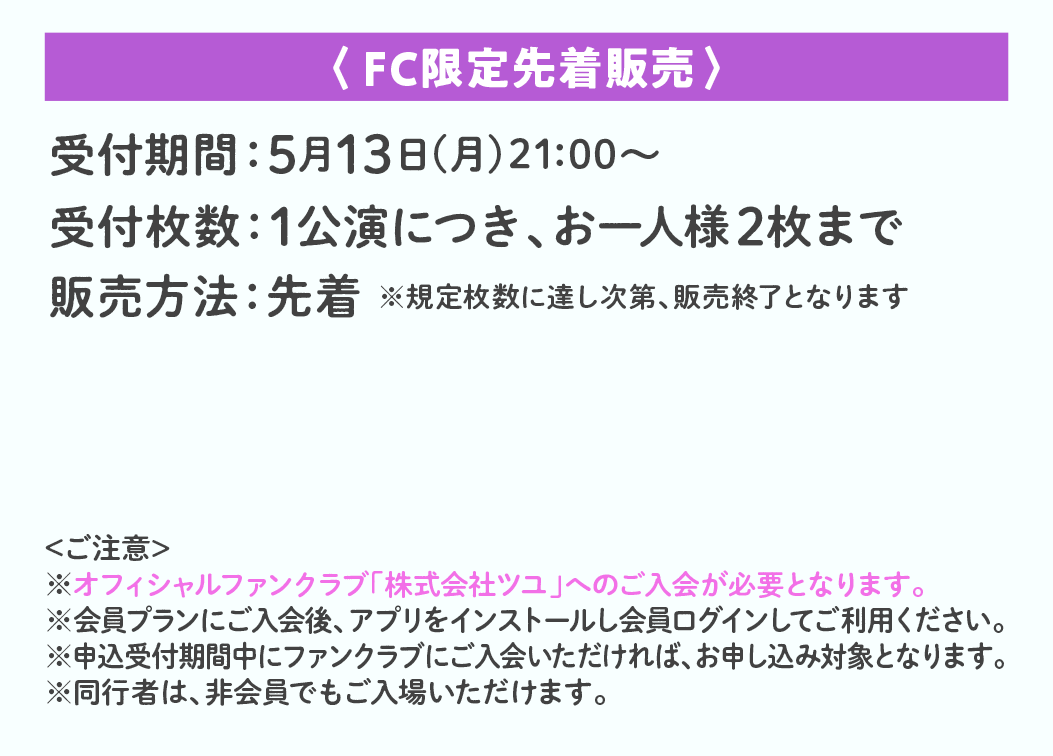 〈 FC限定先着販売〉
受付期間：5月13日（月）21:00〜
受付枚数：1公演につき、お一人様2枚まで
販売方法：先着 ※規定枚数に達し次第、販売終了となります
<ご注意>
※オフィシャルファンクラブ「株式会社ツユ」へのご入会が必要となります。
※会員プランにご入会後、アプリをインストールし会員ログインしてご利用ください。
※申込受付期間中にファンクラブにご入会いただければ、お申し込み対象となります。
※同行者は、非会員でもご入場いただけます。